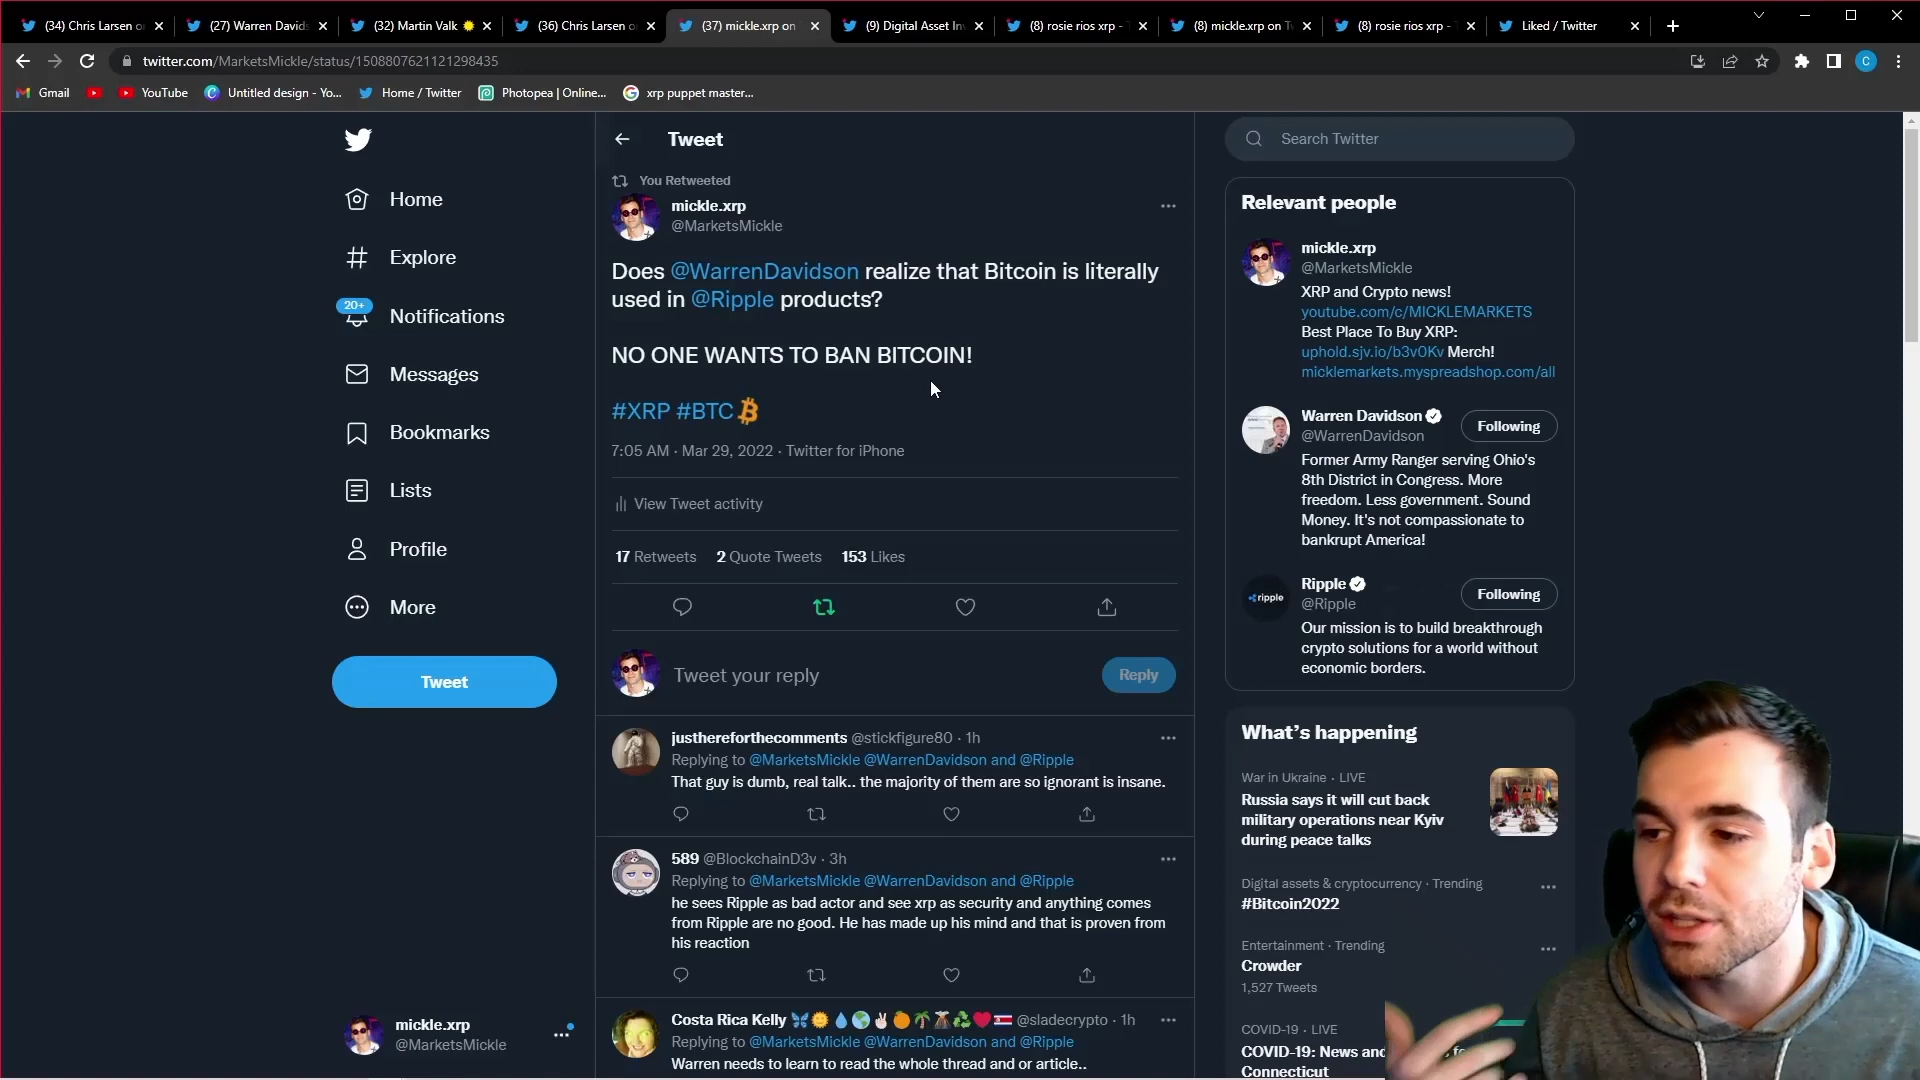 (34) Chris Larsen o
(27) Warren Davids
(32) Martin Valk
(36) Chris Larsen o
(37) mickle.xrp on
(9) Digital Asset In
(8) rosie rios xrp -
(8) mickle.xrp on T
(8) rosie rios xrp -
Liked / Twitter
twitter.com/MarketsMickle/status/1508807621121298435
C
Gmail
YouTube
Untitled design - Yo...
Home / Twitter
Photopea | Online...
xrp puppet master...
Home
Explore
20+
Notifications
Messages
Bookmarks
Lists
Profile
More
Tweet
mickle.xrp
@MarketsMickle
Tweet
You Retweeted
mickle.xrp
@MarketsMickle
Does @WarrenDavidson realize that Bitcoin is literally
used in @Ripple products?
NO ONE WANTS TO BAN BITCOIN!
#XRP #BTC
7:05 AM · Mar 29, 2022 · Twitter for iPhone
View Tweet activity
17 Retweets 2 Quote Tweets 153 Likes
Tweet your reply
Reply
justhereforthecomments @stickfigure80 · 1h
Replying to @MarketsMickle @WarrenDavidson and @Ripple
That guy is dumb, real talk.. the majority of them are so ignorant is insane.
589 @BlockchainD3v · 3h
Replying to @MarketsMickle @WarrenDavidson and @Ripple
he sees Ripple as bad actor and see xrp as security and anything comes
from Ripple are no good. He has made up his mind and that is proven from
his reaction
Costa Rica Kelly 🦋🌞💧🌎✌🍊🌴🌋♻❤🇨🇷 @sladecrypto · 1h
Replying to @MarketsMickle @WarrenDavidson and @Ripple
Warren needs to learn to read the whole thread and or article..
Search Twitter
Relevant people
mickle.xrp
@MarketsMickle
XRP and Crypto news!
youtube.com/c/MICKLEMARKETS
Best Place To Buy XRP:
uphold.sjv.io/b3v0Kv Merch!
micklemarkets.myspreadshop.com/all
Warren Davidson
@WarrenDavidson
Following
Former Army Ranger serving Ohio's
8th District in Congress. More
freedom. Less government. Sound
Money. It's not compassionate to
bankrupt America!
ripple
Ripple
@Ripple
Following
Our mission is to build breakthrough
crypto solutions for a world without
economic borders.
What's happening
War in Ukraine · LIVE
Russia says it will cut back
military operations near Kyiv
during peace talks
Digital assets & cryptocurrency · Trending
#Bitcoin2022
Entertainment · Trending
Crowder
1,527 Tweets
COVID-19 · LIVE
COVID-19: News and
Connecticut